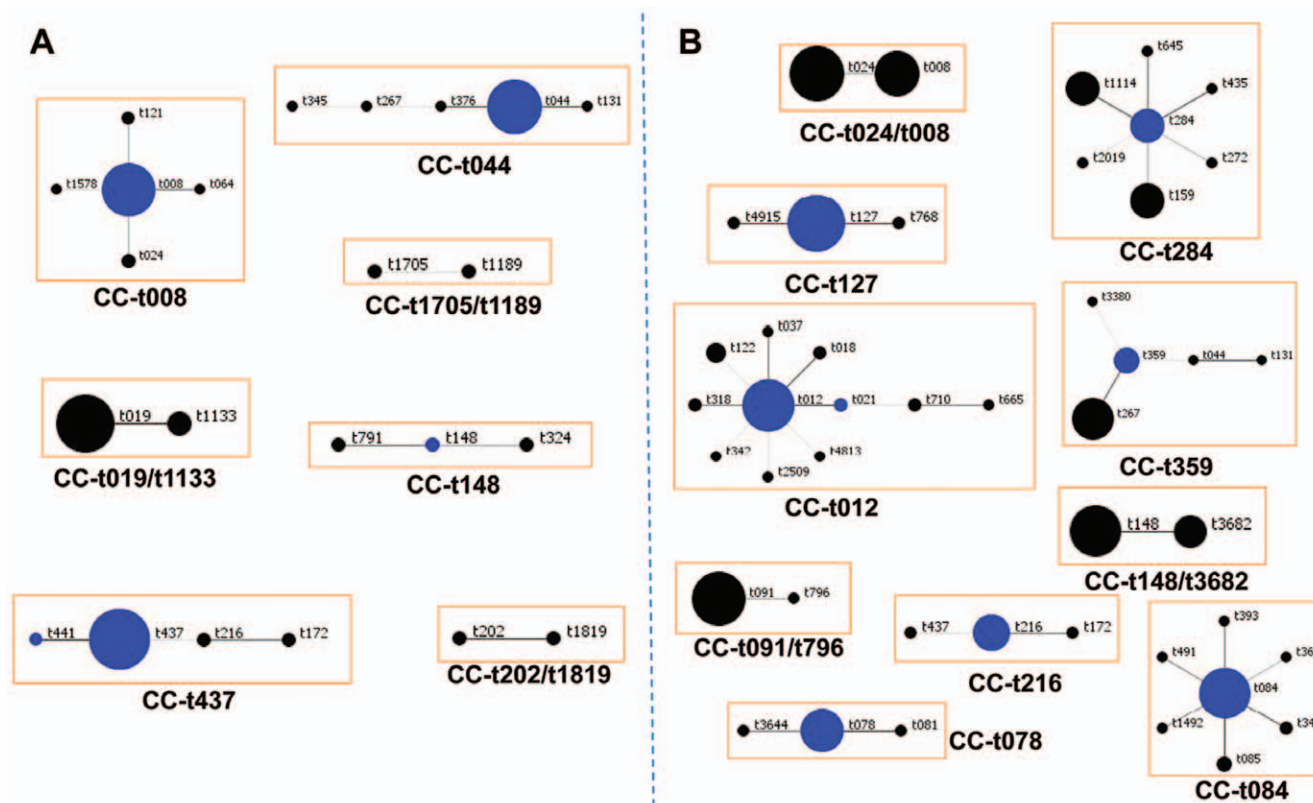 A
t121
t1578
t008
t064
t024
CC-t008
t345
t267
t376
t044
t131
CC-t044
t1705
t1189
CC-t1705/t1189
t019
t1133
CC-t019/t1133
t791
t148
t324
CC-t148
t441
t437
t216
t172
CC-t437
t202
t1819
CC-t202/t1819
B
t024
t008
CC-t024/t008
t645
t1114
t435
t284
t2019
t272
t159
CC-t284
t4915
t127
t768
CC-t127
t037
t122
t018
t318
t012
t021
t710
t665
t342
t4813
t2509
CC-t012
t3380
t359
t044
t131
t267
CC-t359
t148
t3682
CC-t148/t3682
t091
t796
CC-t091/t796
t437
t216
t172
CC-t216
t3644
t078
t081
CC-t078
t393
t491
t084
t1492
t085
CC-t084